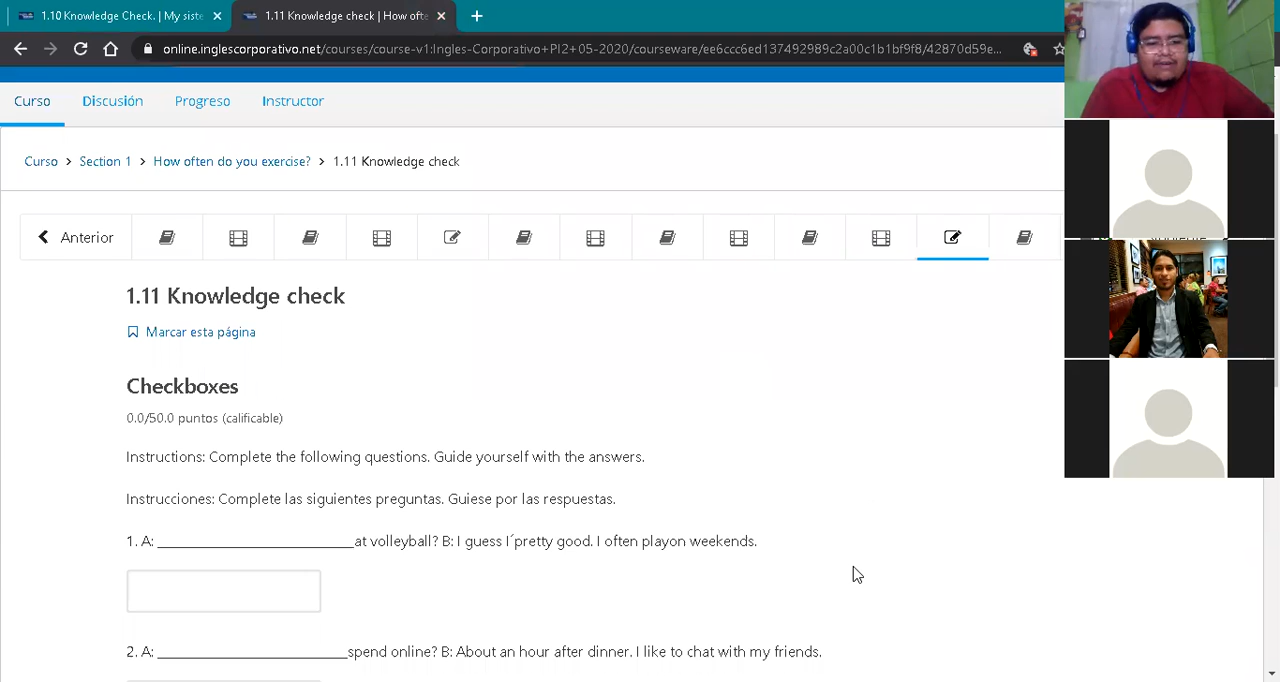 1.10 Knowledge Check. | My siste
1.11 Knowledge check | How ofte
online.inglescorporativo.net/courses/course-v1:Ingles-Corporativo+PI2+05-2020/courseware/ee6ccc6ed137492989c2a00c1b1bf9f8/42870d59e...
Curso Discusión Progreso Instructor
Curso > Section 1 > How often do you exercise? > 1.11 Knowledge check
Anterior
1.11 Knowledge check
Marcar esta página
Checkboxes
0.0/50.0 puntos (calificable)
Instructions: Complete the following questions. Guide yourself with the answers.
Instrucciones: Complete las siguientes preguntas. Guiese por las respuestas.
1. A: _________________________at volleyball? B: I guess I´pretty good. I often playon weekends.
2. A: ________________________spend online? B: About an hour after dinner. I like to chat with my friends.